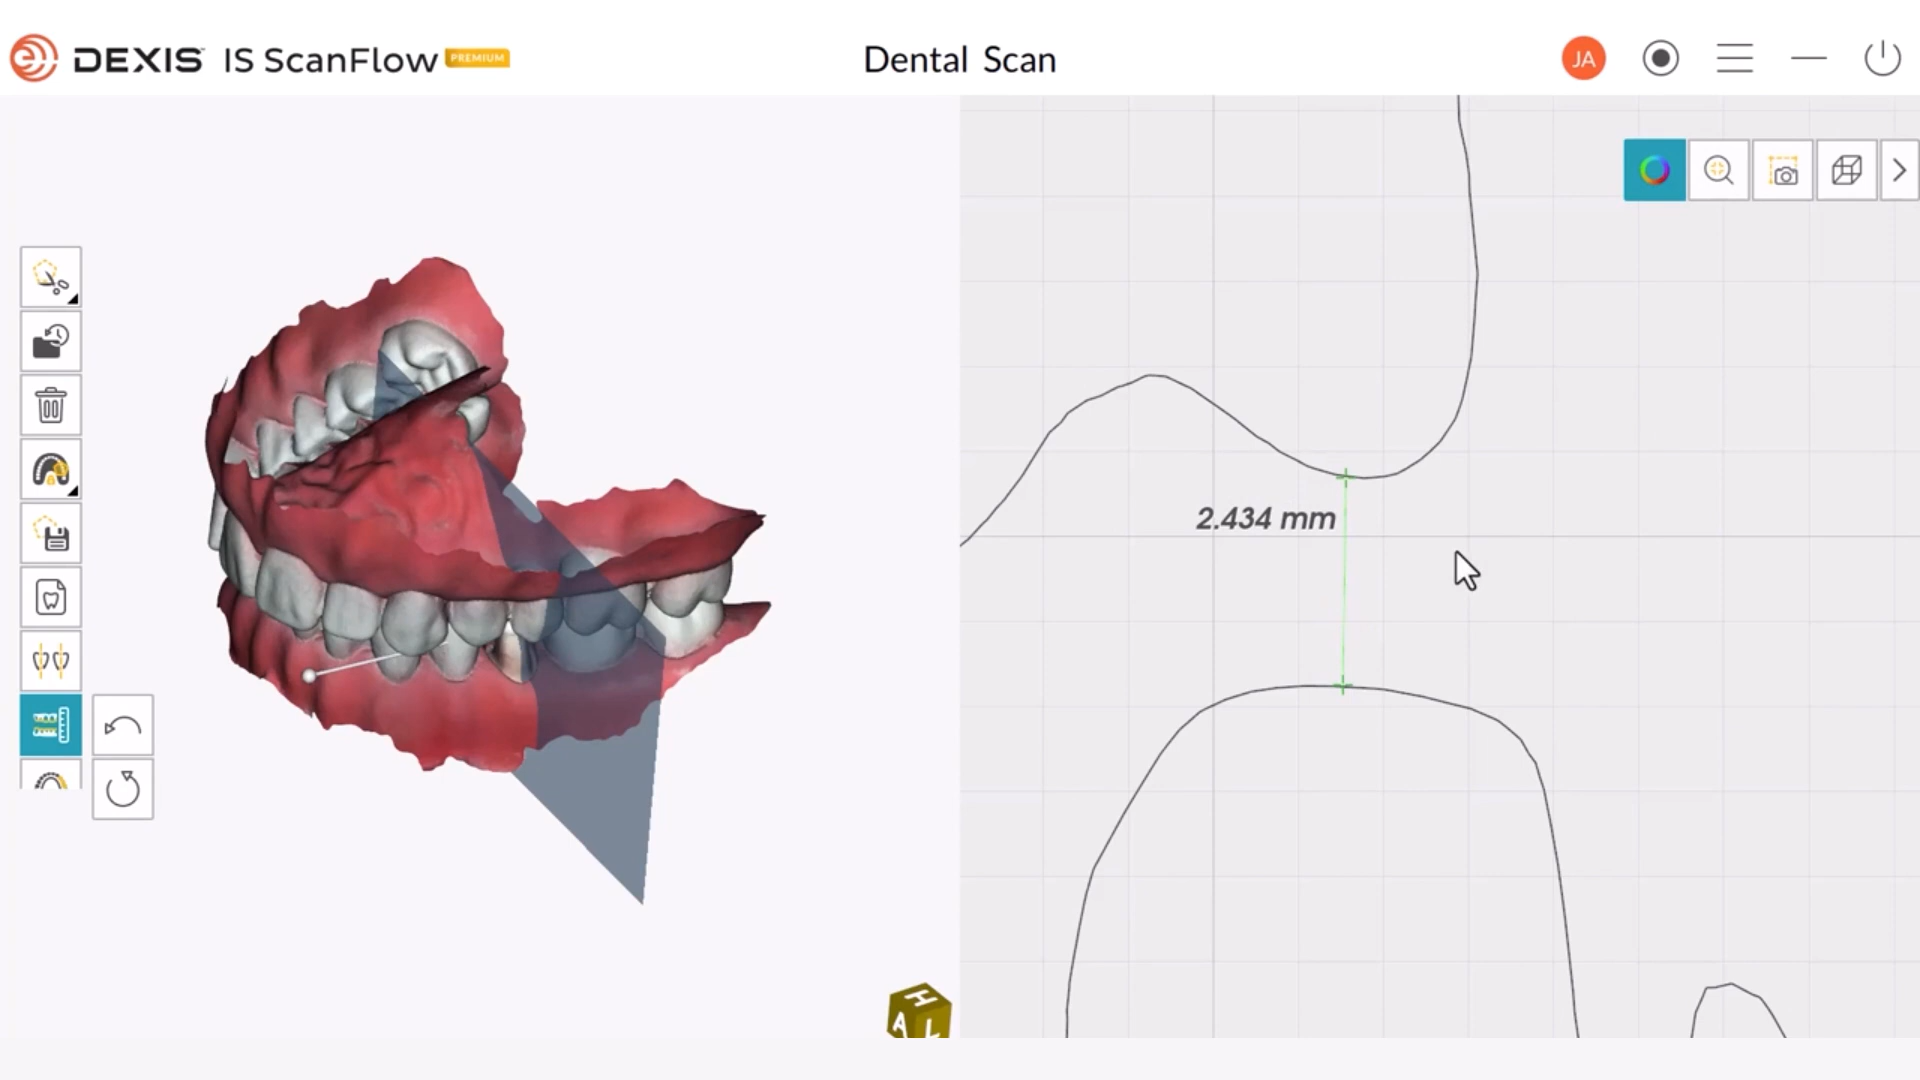 DEXIS IS ScanFlow PREMIUM
Dental Scan
JA
2.434 mm
H
A L